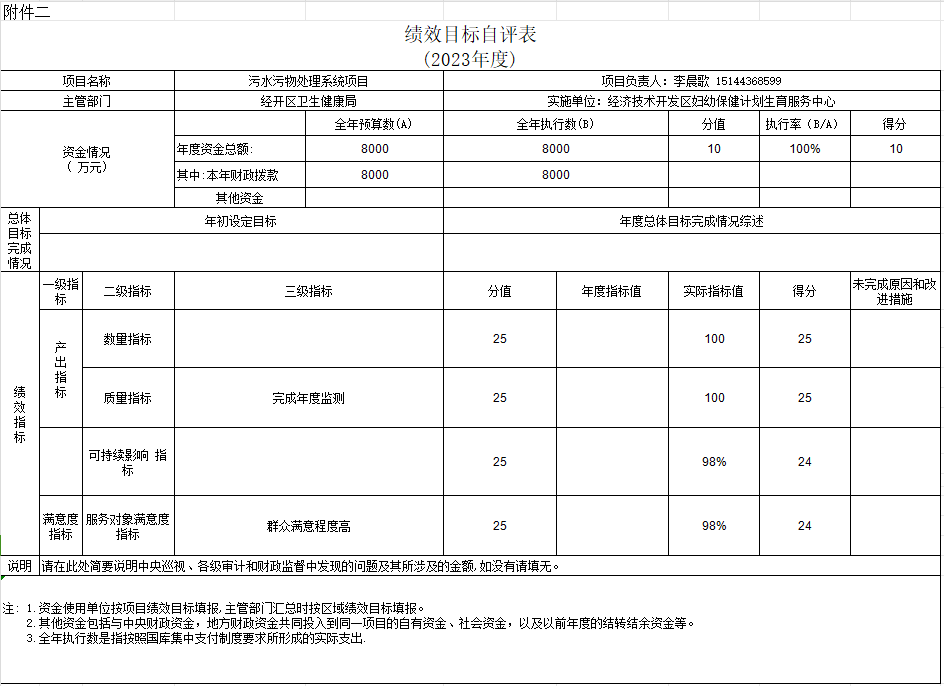 附件二
绩效目标自评表
(2023年度)
项目名称 污水污物处理系统项目 项目负责人：李晨歌 15144368599
主管部门 经开区卫生健康局 实施单位：经济技术开发区妇幼保健计划生育服务中心
资金情况
（ 万元）
全年预算数(A) 全年执行数(B) 分值 执行率（B/A） 得分
年度资金总额: 8000 8000 10 100% 10
其中:本年财政拨款 8000 8000
其他资金
总体
目标
完成
情况
年初设定目标 年度总体目标完成情况综述
绩
效
指
标
一级指
标
二级指标 三级指标 分值 年度指标值 实际指标值 得分 未完成原因和改
进措施
产
出
指
标
数量指标 25 100 25
质量指标 完成年度监测 25 100 25
可持续影响 指
标
25 98% 24
满意度
指标
服务对象满意度
指标
群众满意程度高 25 98% 24
说明 请在此处简要说明中央巡视、各级审计和财政监督中发现的问题及其所涉及的金额,如没有请填无。
注: 1.资金使用单位按项目绩效目标填报,主管部门汇总时按区域绩效目标填报。
2.其他资金包括与中央财政资金，地方财政资金共同投入到同一项目的自有资金、社会资金，以及以前年度的结转结余资金等。
3.全年执行数是指按照国库集中支付制度要求所形成的实际支出.